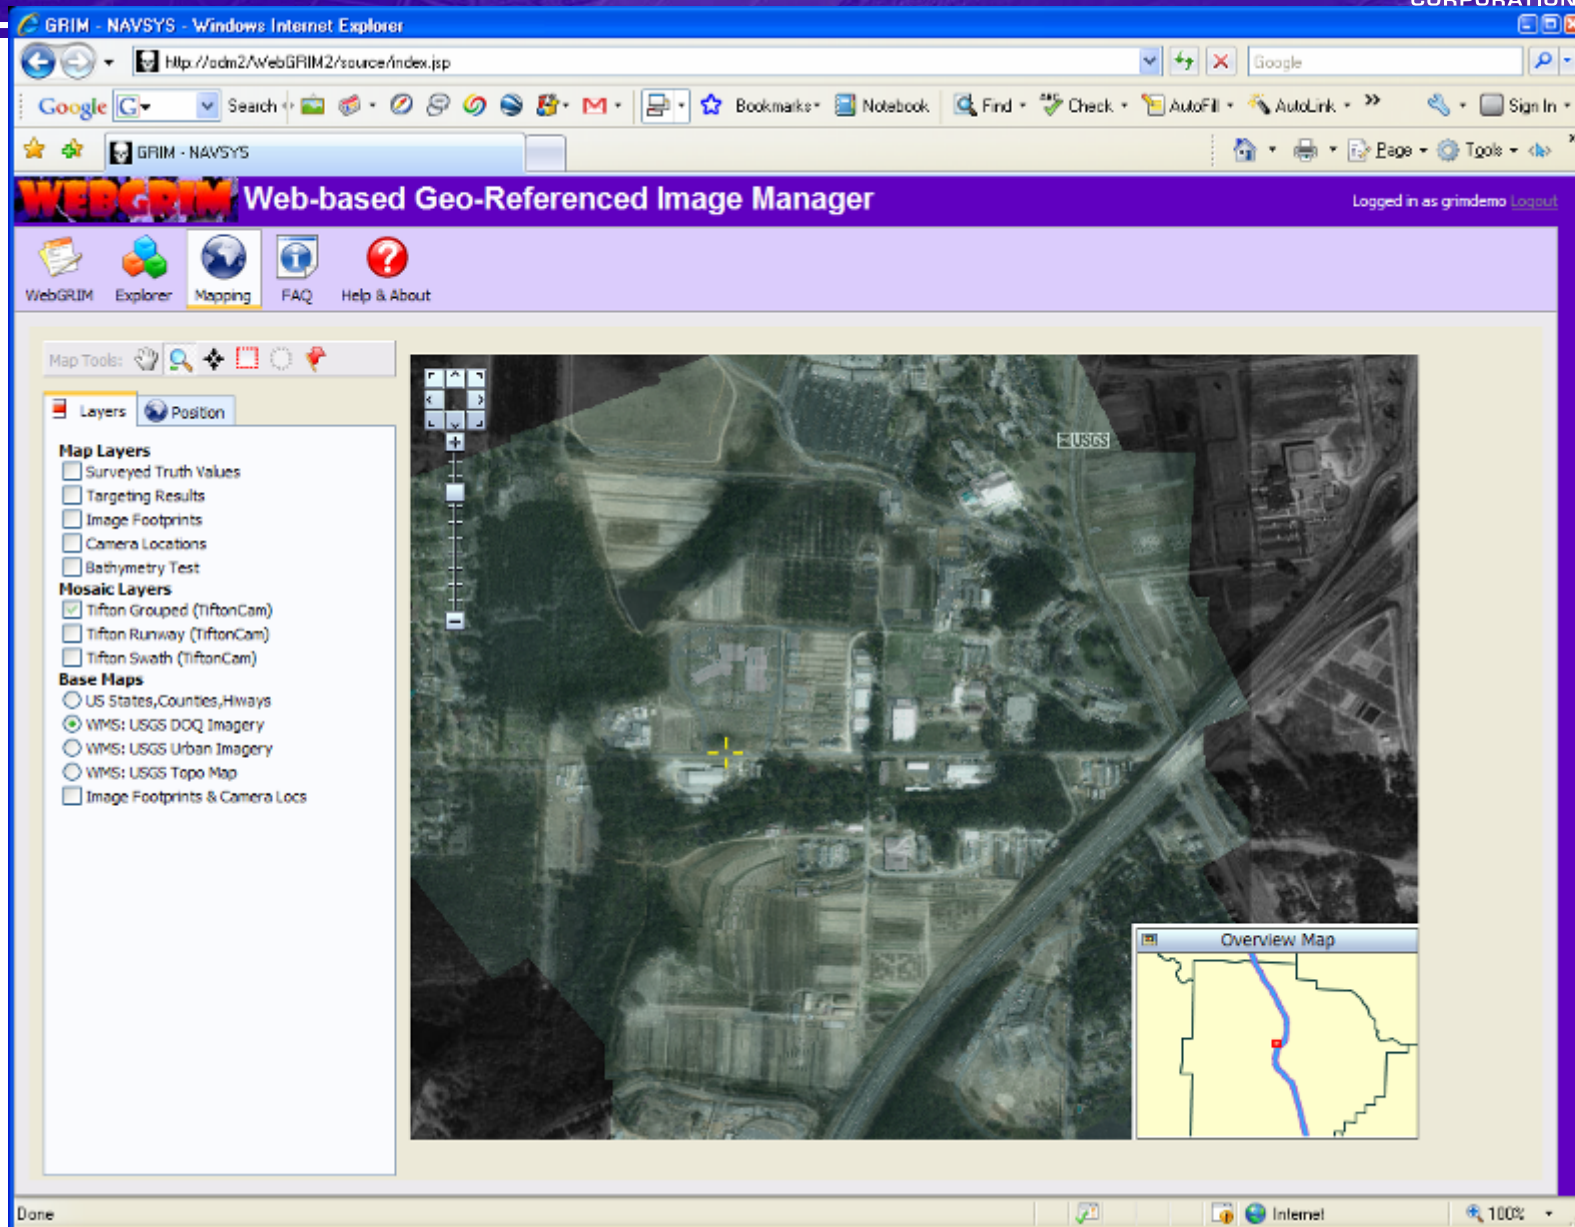 CORPORATION
GRIM - NAVSYS - Windows Internet Explorer
http://odm2/WebGRIM2/source/index.jsp
Google
Google G Search Bookmarks Notebook Find Check AutoFill AutoLink » Sign In
GRIM - NAVSYS Page Tools
WEBGRIM Web-based Geo-Referenced Image Manager
Logged in as grimdemo Logout
WebGRIM Explorer Mapping FAQ Help & About
Map Tools:
Layers Position
Map Layers
Surveyed Truth Values
Targeting Results
Image Footprints
Camera Locations
Bathymetry Test
Mosaic Layers
Tifton Grouped (TiftonCam)
Tifton Runway (TiftonCam)
Tifton Swath (TiftonCam)
Base Maps
US States,Counties,Hiways
WMS: USGS DOQ Imagery
WMS: USGS Urban Imagery
WMS: USGS Topo Map
Image Footprints & Camera Locs
USGS
Overview Map
Done Internet 100%